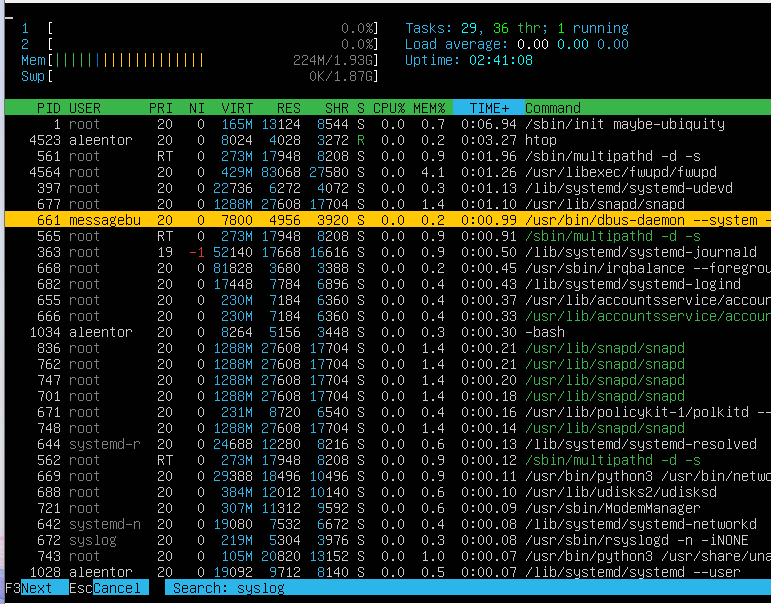 1 [ 0.0%] Tasks: 29, 36 thr; 1 running
2 [ 0.0%] Load average: 0.00 0.00 0.00
Mem[|||||||||||||||||||| 224M/1.93G] Uptime: 02:41:08
Swp[ 0K/1.87G]
PID USER PRI NI VIRT RES SHR S CPU% MEM% TIME+ Command
1 root 20 0 165M 13124 8544 S 0.0 0.7 0:06.94 /sbin/init maybe-ubiquity
4523 aleentor 20 0 8024 4028 3272 R 0.0 0.2 0:03.27 htop
561 root RT 0 273M 17948 8208 S 0.0 0.9 0:01.96 /sbin/multipathd -d -s
4564 root 20 0 429M 83068 27580 S 0.0 4.1 0:01.26 /usr/libexec/fwupd/fwupd
397 root 20 0 22736 6272 4072 S 0.0 0.3 0:01.13 /lib/systemd/systemd-udevd
677 root 20 0 1288M 27608 17704 S 0.0 1.4 0:01.10 /usr/lib/snapd/snapd
661 messagebu 20 0 7800 4956 3920 S 0.0 0.2 0:00.99 /usr/bin/dbus-daemon --system -
565 root RT 0 273M 17948 8208 S 0.0 0.9 0:00.91 /sbin/multipathd -d -s
363 root 19 -1 52140 17668 16616 S 0.0 0.9 0:00.50 /lib/systemd/systemd-journald
668 root 20 0 81828 3680 3388 S 0.0 0.2 0:00.45 /usr/sbin/irqbalance --foregrou
682 root 20 0 17448 7784 6896 S 0.0 0.4 0:00.43 /lib/systemd/systemd-logind
655 root 20 0 230M 7184 6360 S 0.0 0.4 0:00.37 /usr/lib/accountsservice/accoun
666 root 20 0 230M 7184 6360 S 0.0 0.4 0:00.33 /usr/lib/accountsservice/accoun
1034 aleentor 20 0 8264 5156 3448 S 0.0 0.3 0:00.30 -bash
836 root 20 0 1288M 27608 17704 S 0.0 1.4 0:00.21 /usr/lib/snapd/snapd
762 root 20 0 1288M 27608 17704 S 0.0 1.4 0:00.21 /usr/lib/snapd/snapd
747 root 20 0 1288M 27608 17704 S 0.0 1.4 0:00.20 /usr/lib/snapd/snapd
701 root 20 0 1288M 27608 17704 S 0.0 1.4 0:00.18 /usr/lib/snapd/snapd
671 root 20 0 231M 8720 6540 S 0.0 0.4 0:00.16 /usr/lib/policykit-1/polkitd --
748 root 20 0 1288M 27608 17704 S 0.0 1.4 0:00.14 /usr/lib/snapd/snapd
644 systemd-r 20 0 24688 12280 8216 S 0.0 0.6 0:00.13 /lib/systemd/systemd-resolved
562 root RT 0 273M 17948 8208 S 0.0 0.9 0:00.12 /sbin/multipathd -d -s
669 root 20 0 29388 18496 10496 S 0.0 0.9 0:00.11 /usr/bin/python3 /usr/bin/netwo
688 root 20 0 384M 12012 10140 S 0.0 0.6 0:00.10 /usr/lib/udisks2/udisksd
721 root 20 0 307M 11312 9592 S 0.0 0.6 0:00.09 /usr/sbin/ModemManager
642 systemd-n 20 0 19080 7532 6672 S 0.0 0.4 0:00.08 /lib/systemd/systemd-networkd
672 syslog 20 0 219M 5304 3976 S 0.0 0.3 0:00.08 /usr/sbin/rsyslogd -n -iNONE
743 root 20 0 105M 20820 13152 S 0.0 1.0 0:00.07 /usr/bin/python3 /usr/share/una
1028 aleentor 20 0 19092 9712 8140 S 0.0 0.5 0:00.07 /lib/systemd/systemd --user
F3Next EscCancel Search: syslog